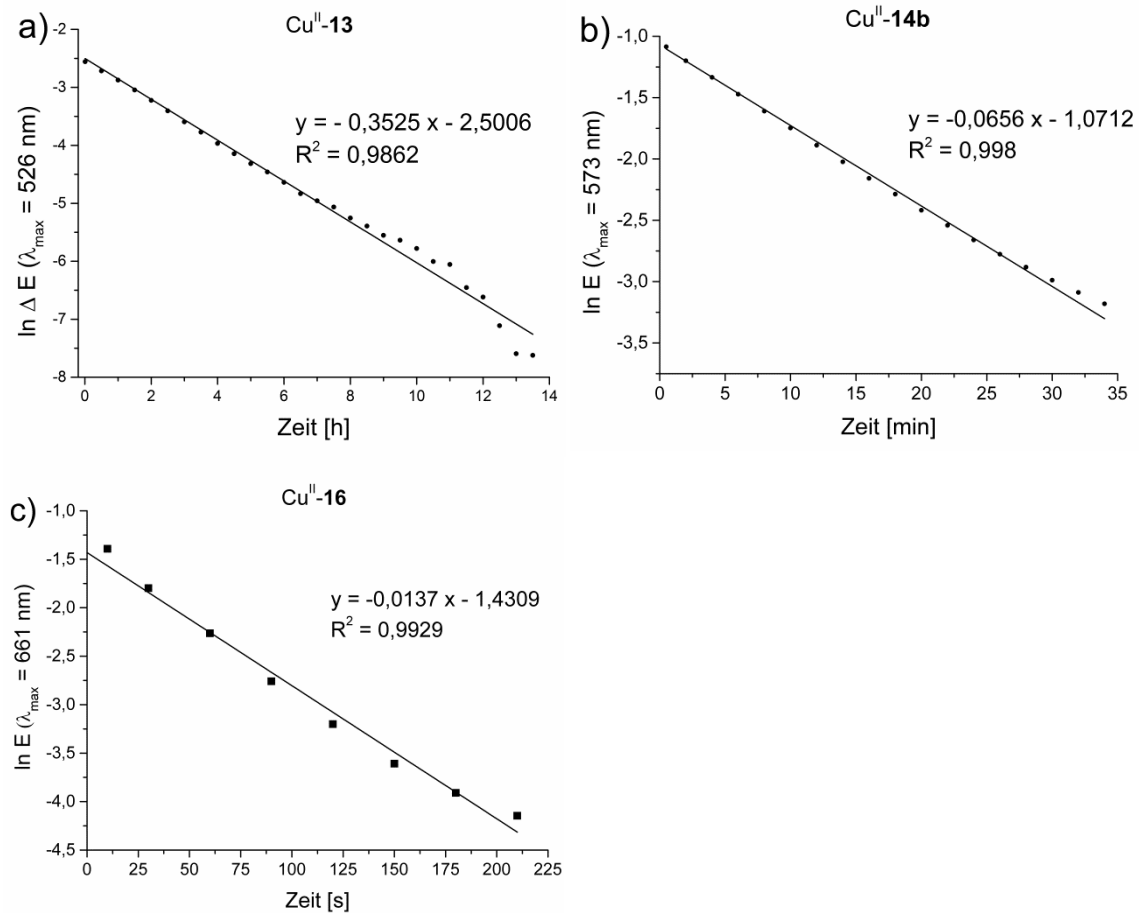 a)
Cu^II-13
-2
-3
-4
-5
-6
-7
-8
ln Δ E (λ_max = 526 nm)
y = - 0,3525 x - 2,5006
R² = 0,9862
0 2 4 6 8 10 12 14
Zeit [h]
b)
Cu^II-14b
-1,0
-1,5
-2,0
-2,5
-3,0
-3,5
ln E (λ_max = 573 nm)
y = -0,0656 x - 1,0712
R² = 0,998
0 5 10 15 20 25 30 35
Zeit [min]
c)
Cu^II-16
-1,0
-1,5
-2,0
-2,5
-3,0
-3,5
-4,0
-4,5
ln E (λ_max = 661 nm)
y = -0,0137 x - 1,4309
R² = 0,9929
0 25 50 75 100 125 150 175 200 225
Zeit [s]